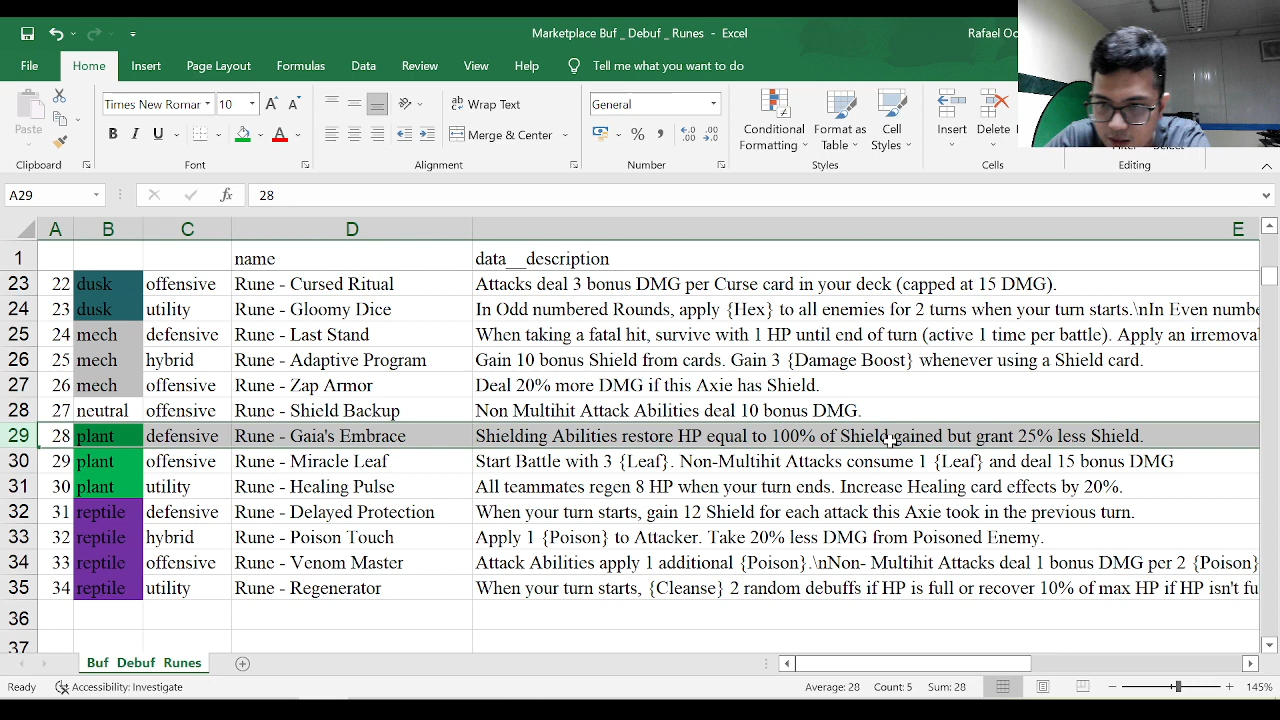 Marketplace Buf _ Debuf _ Runes - Excel
Rafael Oc
File Home Insert Page Layout Formulas Data Review View Help Tell me what you want to do
Times New Romar 10 Wrap Text General
Paste B I U Merge & Center % , Conditional Formatting Format as Table Cell Styles Insert Delete
Clipboard Font Alignment Number Styles Cells Editing
A29 fx 28
A B C D E
1 name data__description
23 22 dusk offensive Rune - Cursed Ritual Attacks deal 3 bonus DMG per Curse card in your deck (capped at 15 DMG).
24 23 dusk utility Rune - Gloomy Dice In Odd numbered Rounds, apply {Hex} to all enemies for 2 turns when your turn starts.\nIn Even numbe
25 24 mech defensive Rune - Last Stand When taking a fatal hit, survive with 1 HP until end of turn (active 1 time per battle). Apply an irremova
26 25 mech hybrid Rune - Adaptive Program Gain 10 bonus Shield from cards. Gain 3 {Damage Boost} whenever using a Shield card.
27 26 mech offensive Rune - Zap Armor Deal 20% more DMG if this Axie has Shield.
28 27 neutral offensive Rune - Shield Backup Non Multihit Attack Abilities deal 10 bonus DMG.
29 28 plant defensive Rune - Gaia's Embrace Shielding Abilities restore HP equal to 100% of Shield gained but grant 25% less Shield.
30 29 plant offensive Rune - Miracle Leaf Start Battle with 3 {Leaf}. Non-Multihit Attacks consume 1 {Leaf} and deal 15 bonus DMG
31 30 plant utility Rune - Healing Pulse All teammates regen 8 HP when your turn ends. Increase Healing card effects by 20%.
32 31 reptile defensive Rune - Delayed Protection When your turn starts, gain 12 Shield for each attack this Axie took in the previous turn.
33 32 reptile hybrid Rune - Poison Touch Apply 1 {Poison} to Attacker. Take 20% less DMG from Poisoned Enemy.
34 33 reptile offensive Rune - Venom Master Attack Abilities apply 1 additional {Poison}.\nNon- Multihit Attacks deal 1 bonus DMG per 2 {Poison}
35 34 reptile utility Rune - Regenerator When your turn starts, {Cleanse} 2 random debuffs if HP is full or recover 10% of max HP if HP isn't fu
36
37
Buf_Debuf_Runes
Ready Accessibility: Investigate Average: 28 Count: 5 Sum: 28 145%